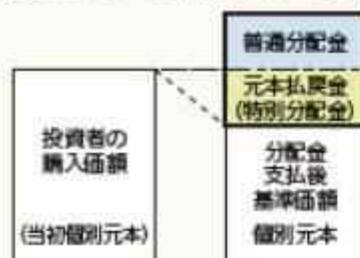 投資者の
購入価額
(当初個別元本)
普通分配金
元本払戻金
(特別分配金)
分配金
支払後
基準価額
個別元本